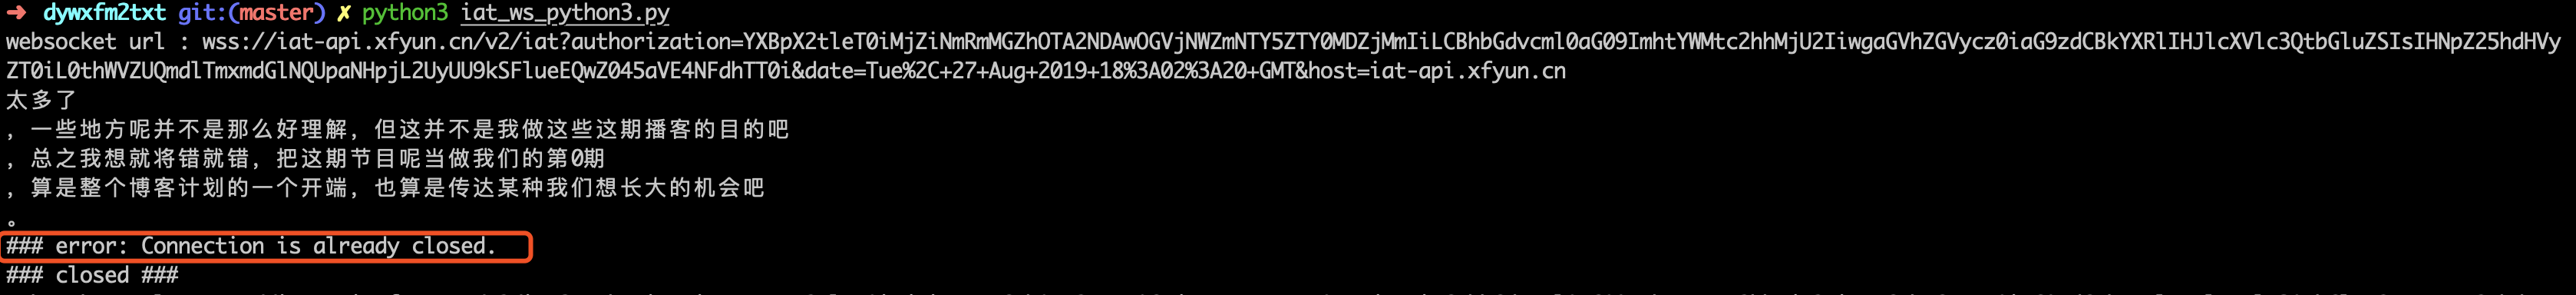 ➜ dywxfm2txt git:(master) ✗ python3 iat_ws_python3.py
websocket url : wss://iat-api.xfyun.cn/v2/iat?authorization=YXBpX2tleT0iMjZiNmRmMGZhOTA2NDAwOGVjNWZmNTY5ZTY0MDZjMmIiLCBhbGdvcml0aG09ImhtYWMtc2hhMjU2IiwgaGVhZGVycz0iaG9zdCBkYXRlIHJlcXVlc3QtbGluZSIsIHNpZ25hdHVy
ZT0iL0thWVZUQmdlTmxmdGlNQUpaNHpjL2UyUU9kSFlueEQwZ045aVE4NFdhTT0i&date=Tue%2C+27+Aug+2019+18%3A02%3A20+GMT&host=iat-api.xfyun.cn
太多了
, 一些地方呢并不是那么好理解, 但这并不是我做这些这期播客的目的吧
, 总之我想就将错就错, 把这期节目呢当做我们的第0期
, 算是整个博客计划的一个开端, 也算是传达某种我们想长大的机会吧
。
### error: Connection is already closed.
### closed ###